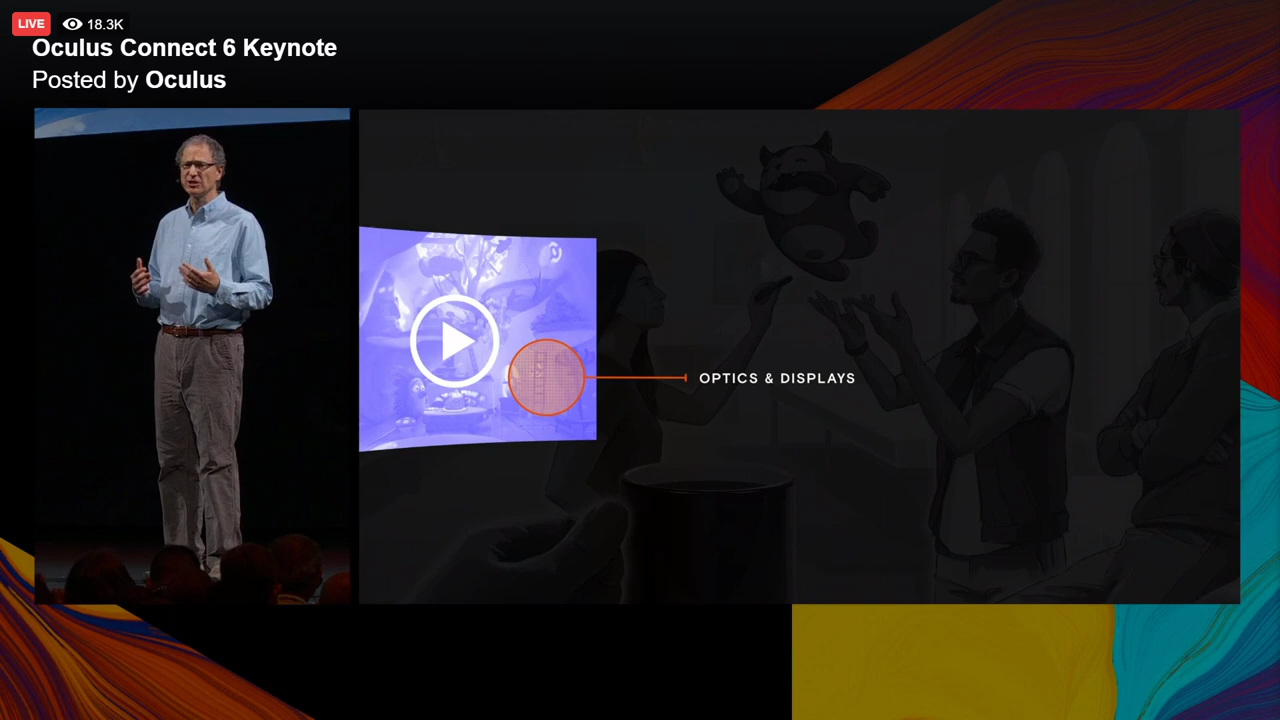 LIVE 18.3K
Oculus Connect 6 Keynote
Posted by Oculus
OPTICS & DISPLAYS